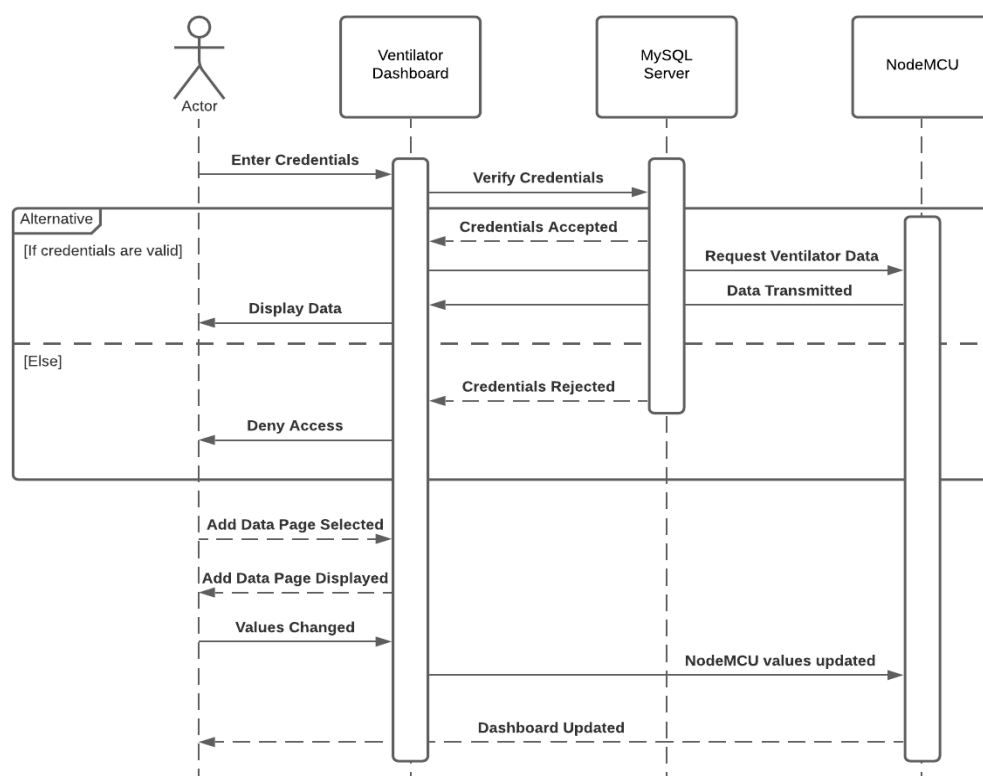 Actor
Ventilator
Dashboard
MySQL
Server
NodeMCU
Enter Credentials
Verify Credentials
Alternative
Credentials Accepted
[If credentials are valid]
Request Ventilator Data
Data Transmitted
Display Data
[Else]
Credentials Rejected
Deny Access
Add Data Page Selected
Add Data Page Displayed
Values Changed
NodeMCU values updated
Dashboard Updated